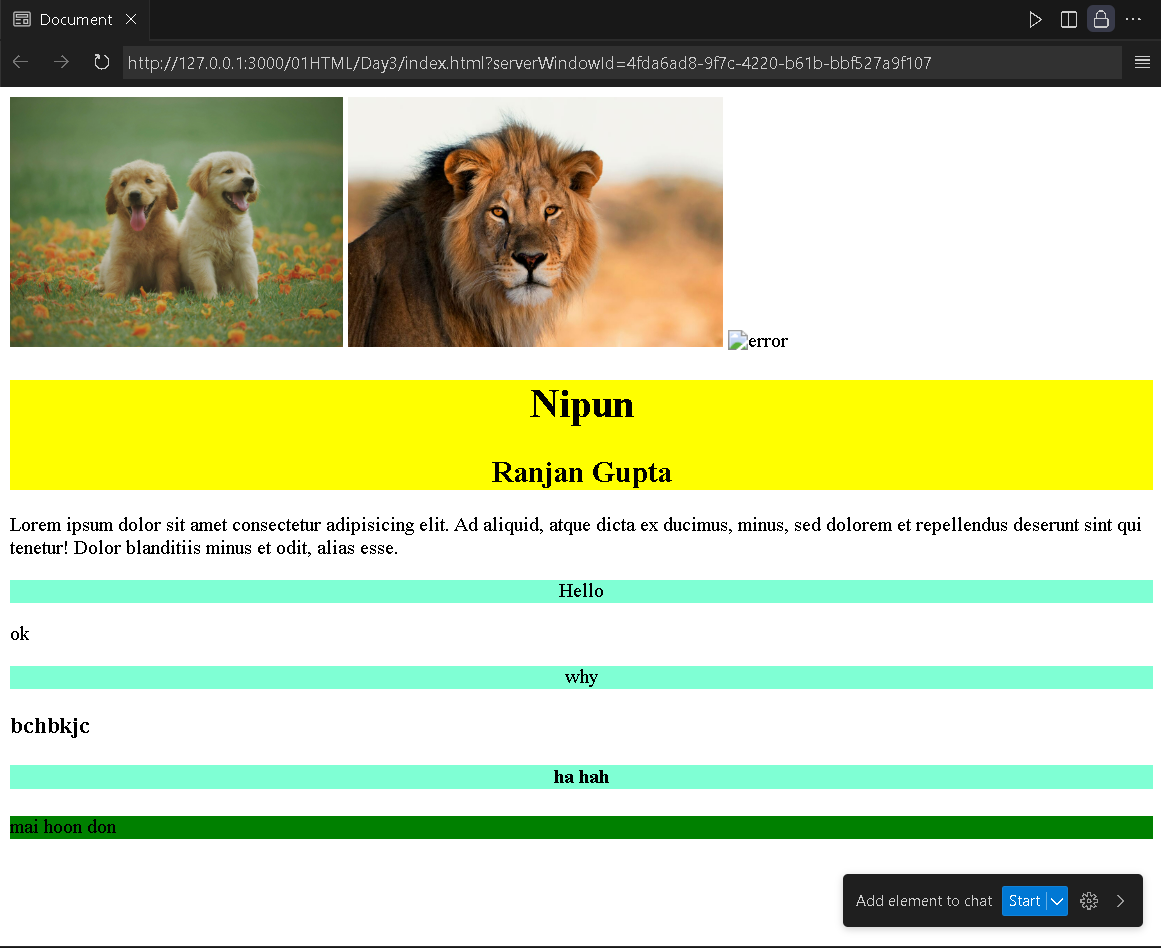 Document
http://127.0.0.1:3000/01HTML/Day3/index.html?serverWindowId=4fda6ad8-9f7c-4220-b61b-bbf527a9f107
error
Nipun
Ranjan Gupta
Lorem ipsum dolor sit amet consectetur adipisicing elit. Ad aliquid, atque dicta ex ducimus, minus, sed dolorem et repellendus deserunt sint qui
tenetur! Dolor blanditiis minus et odit, alias esse.
Hello
ok
why
bchbkjc
ha hah
mai hoon don
Add element to chat Start